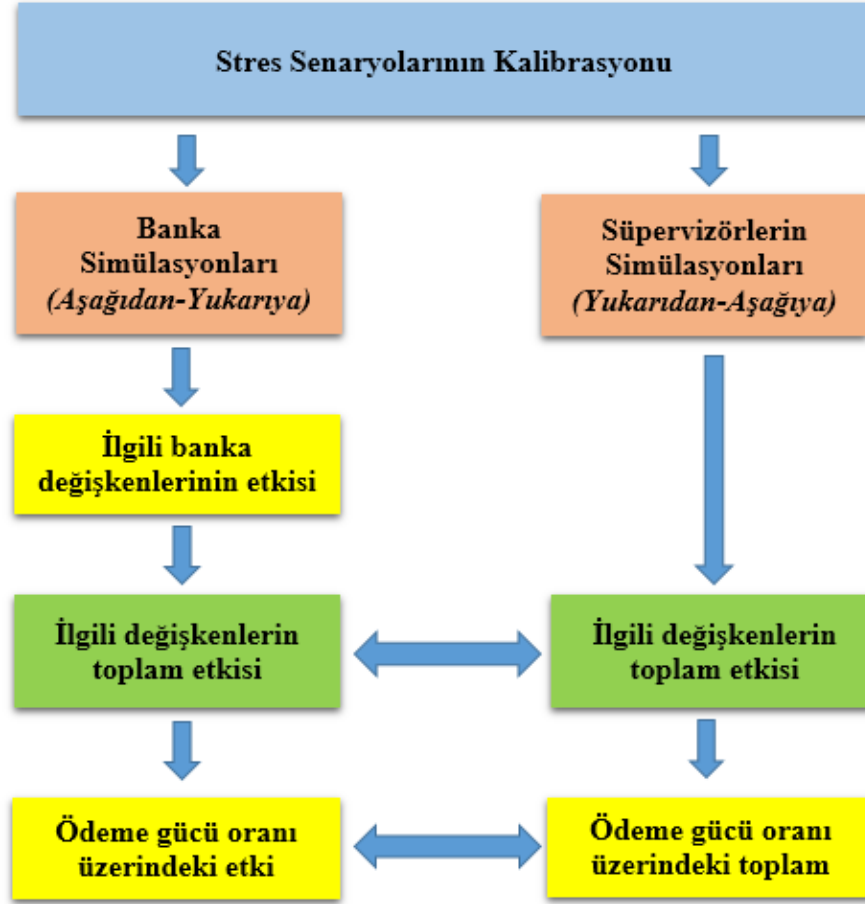 Stres Senaryolarının Kalibrasyonu
Banka
Simülasyonları
(Aşağıdan-Yukarıya)
Süpervizörlerin
Simülasyonları
(Yukarıdan-Aşağıya)
İlgili banka
değişkenlerinin etkisi
İlgili değişkenlerin
toplam etkisi
İlgili değişkenlerin
toplam etkisi
Ödeme gücü oranı
üzerindeki etki
Ödeme gücü oranı
üzerindeki toplam